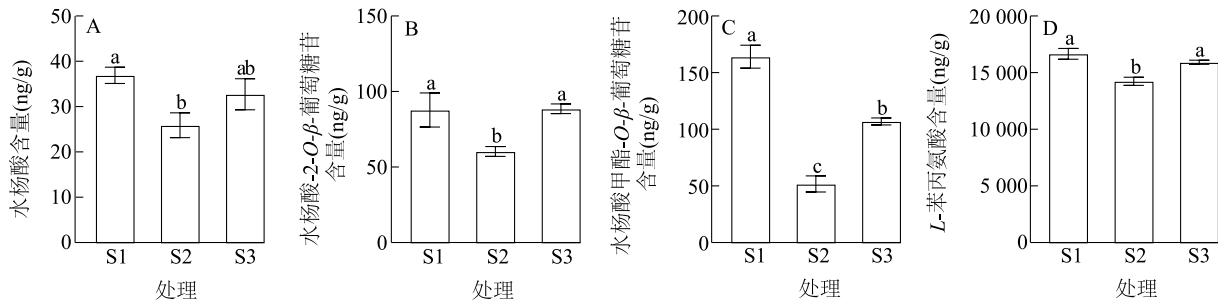 A
水杨酸含量(ng/g)
50
40
30
20
10
0
a
b
ab
S1 S2 S3
处理
B
水杨酸-2-O-β-葡萄糖苷
含量(ng/g)
150
100
50
0
a
b
a
S1 S2 S3
处理
C
水杨酸甲酯-O-β-葡萄糖苷
含量(ng/g)
200
150
100
50
0
a
c
b
S1 S2 S3
处理
D
L-苯丙氨酸含量(ng/g)
20 000
15 000
10 000
5 000
0
a
b
a
S1 S2 S3
处理